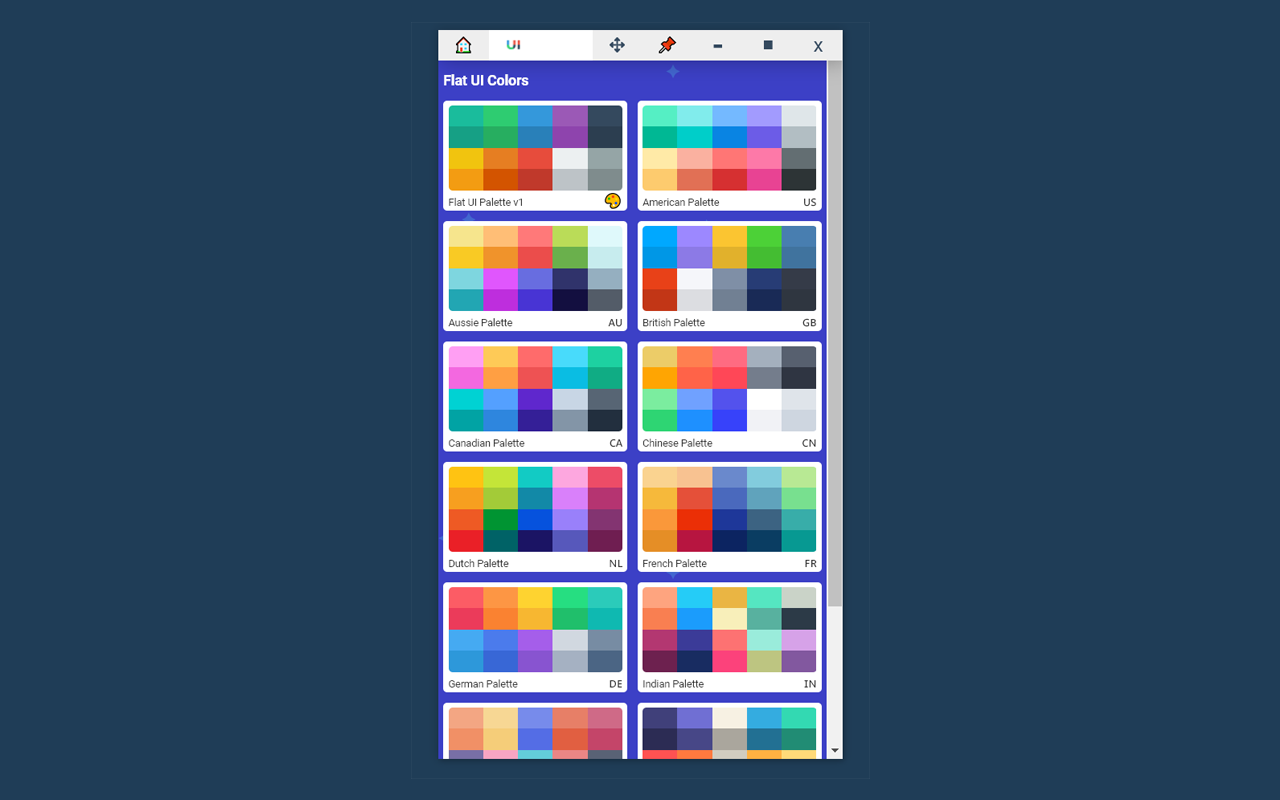 UI
X
Flat UI Colors
Flat UI Palette v1
American Palette US
Aussie Palette AU
British Palette GB
Canadian Palette CA
Chinese Palette CN
Dutch Palette NL
French Palette FR
German Palette DE
Indian Palette IN